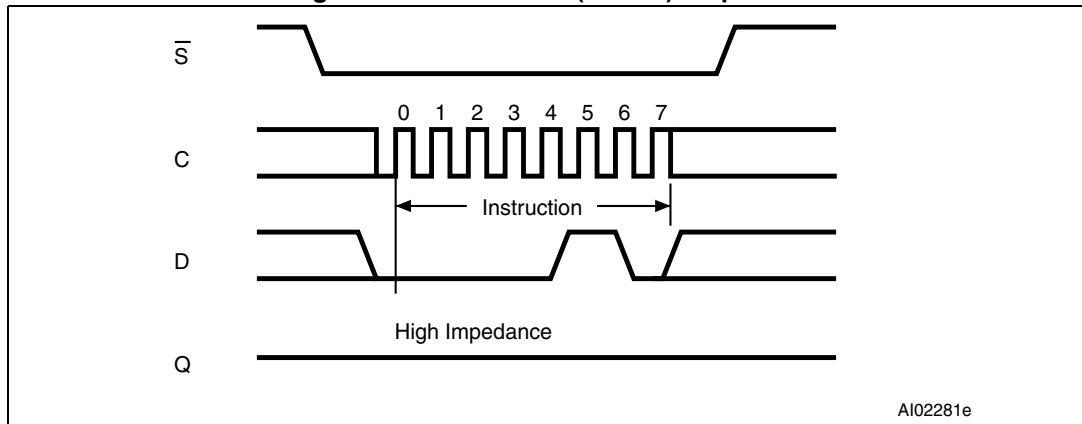 S̅
0 1 2 3 4 5 6 7
C
Instruction
D
High Impedance
Q
AI02281e